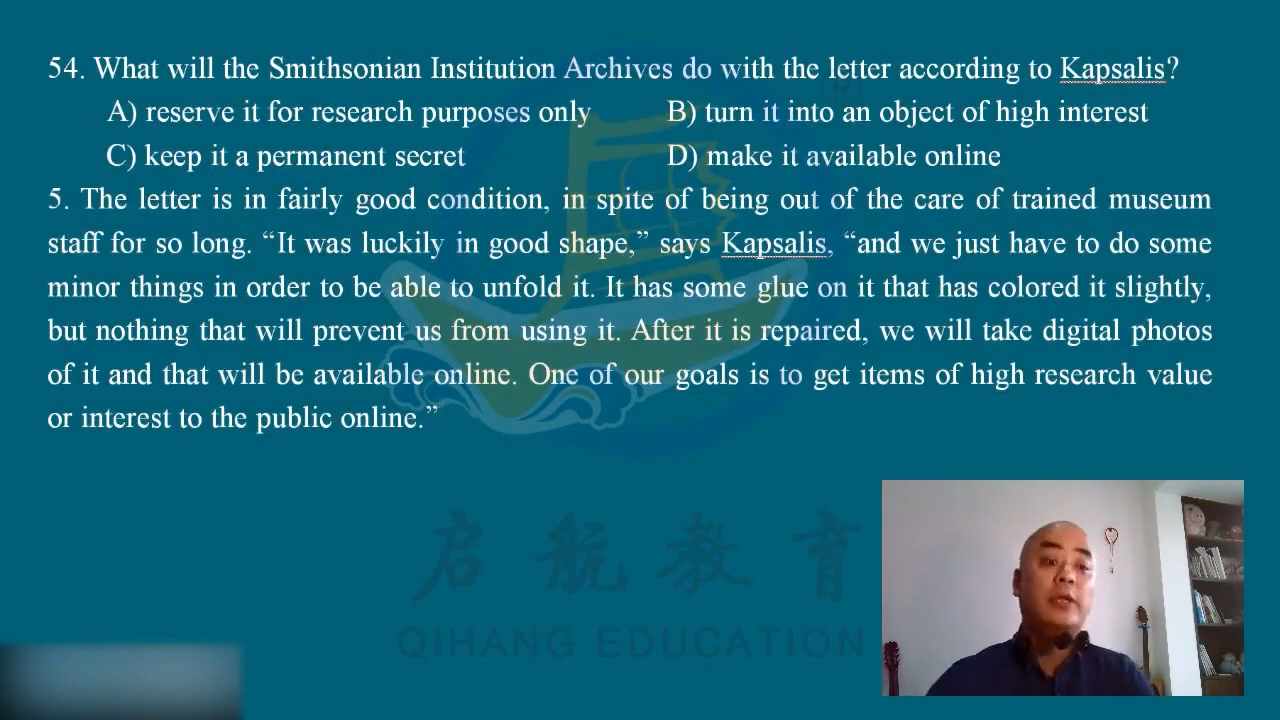 54. What will the Smithsonian Institution Archives do with the letter according to Kapsalis?
A) reserve it for research purposes only B) turn it into an object of high interest
C) keep it a permanent secret D) make it available online
5. The letter is in fairly good condition, in spite of being out of the care of trained museum
staff for so long. “It was luckily in good shape,” says Kapsalis, “and we just have to do some
minor things in order to be able to unfold it. It has some glue on it that has colored it slightly,
but nothing that will prevent us from using it. After it is repaired, we will take digital photos
of it and that will be available online. One of our goals is to get items of high research value
or interest to the public online.”
启航教育
QIHANG EDUCATION